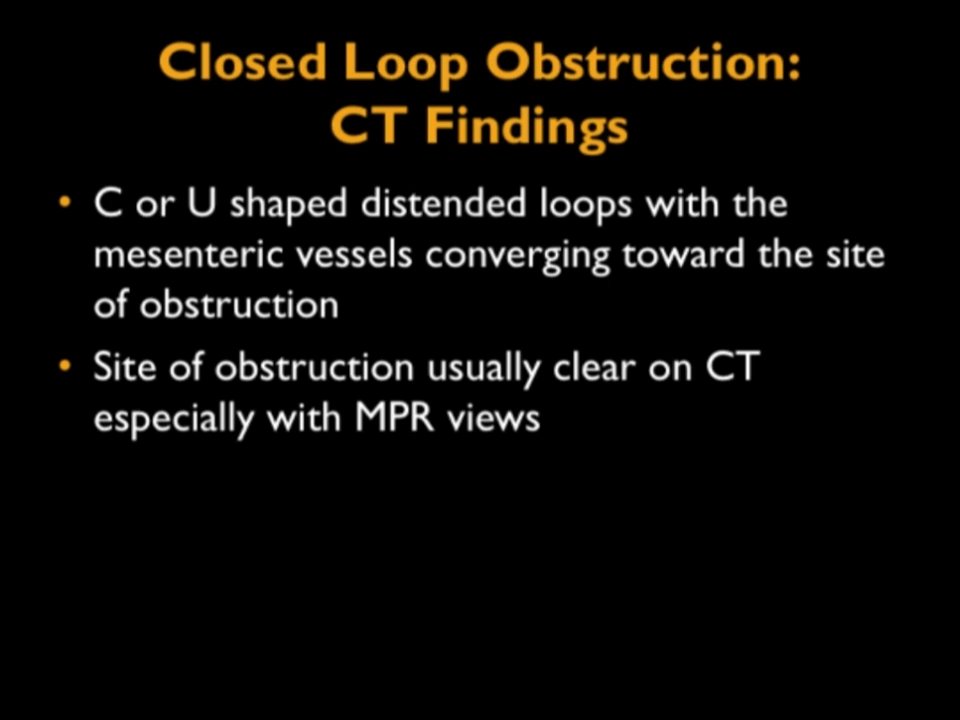 Closed Loop Obstruction:
CT Findings
• C or U shaped distended loops with the
mesenteric vessels converging toward the site
of obstruction
• Site of obstruction usually clear on CT
especially with MPR views